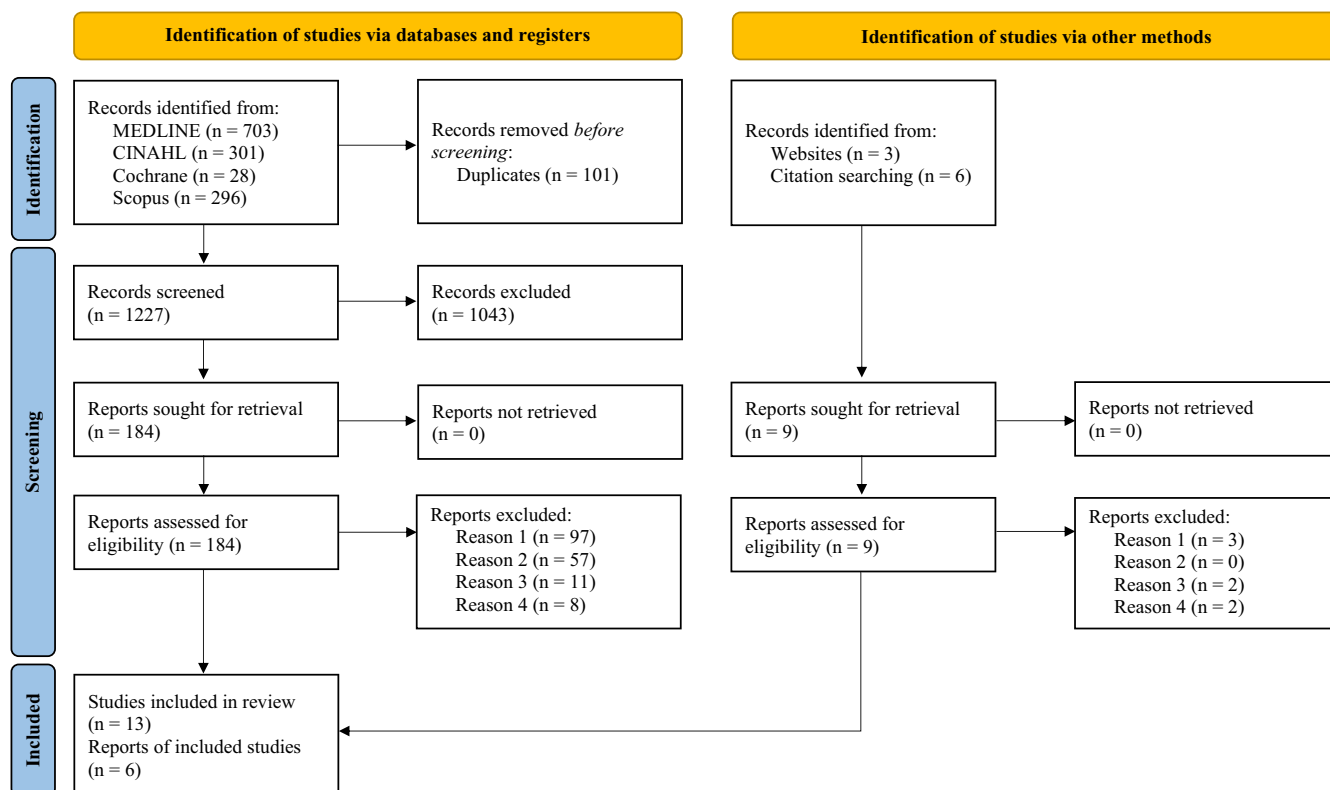 Identification of studies via databases and registers
Identification of studies via other methods
Identification
Records identified from:
MEDLINE (n = 703)
CINAHL (n = 301)
Cochrane (n = 28)
Scopus (n = 296)
Records removed before
screening:
Duplicates (n = 101)
Records identified from:
Websites (n = 3)
Citation searching (n = 6)
Screening
Records screened
(n = 1227)
Records excluded
(n = 1043)
Reports sought for retrieval
(n = 184)
Reports not retrieved
(n = 0)
Reports sought for retrieval
(n = 9)
Reports not retrieved
(n = 0)
Reports assessed for
eligibility (n = 184)
Reports excluded:
Reason 1 (n = 97)
Reason 2 (n = 57)
Reason 3 (n = 11)
Reason 4 (n = 8)
Reports assessed for
eligibility (n = 9)
Reports excluded:
Reason 1 (n = 3)
Reason 2 (n = 0)
Reason 3 (n = 2)
Reason 4 (n = 2)
Included
Studies included in review
(n = 13)
Reports of included studies
(n = 6)